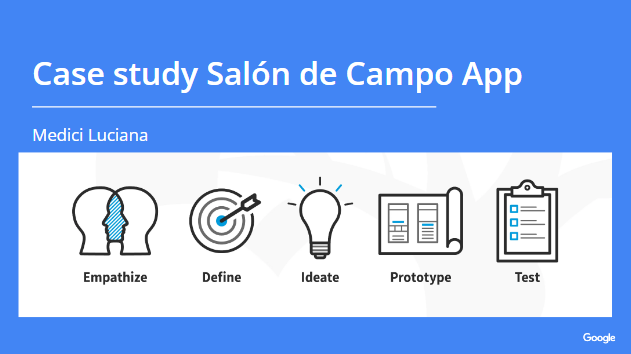 Case study Salón de Campo App
Medici Luciana
Empathize Define Ideate Prototype Test
Google